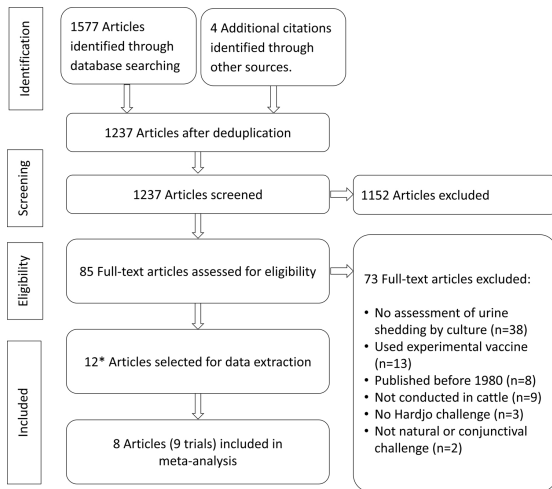 Identification
1577 Articles
identified through
database searching
4 Additional citations
identified through
other sources.
1237 Articles after deduplication
Screening
1237 Articles screened
1152 Articles excluded
Eligibility
85 Full-text articles assessed for eligibility
73 Full-text articles excluded:
• No assessment of urine
shedding by culture (n=38)
• Used experimental vaccine
(n=13)
• Published before 1980 (n=8)
• Not conducted in cattle (n=9)
• No Hardjo challenge (n=3)
• Not natural or conjunctival
challenge (n=2)
Included
12* Articles selected for data extraction
8 Articles (9 trials) included in
meta-analysis